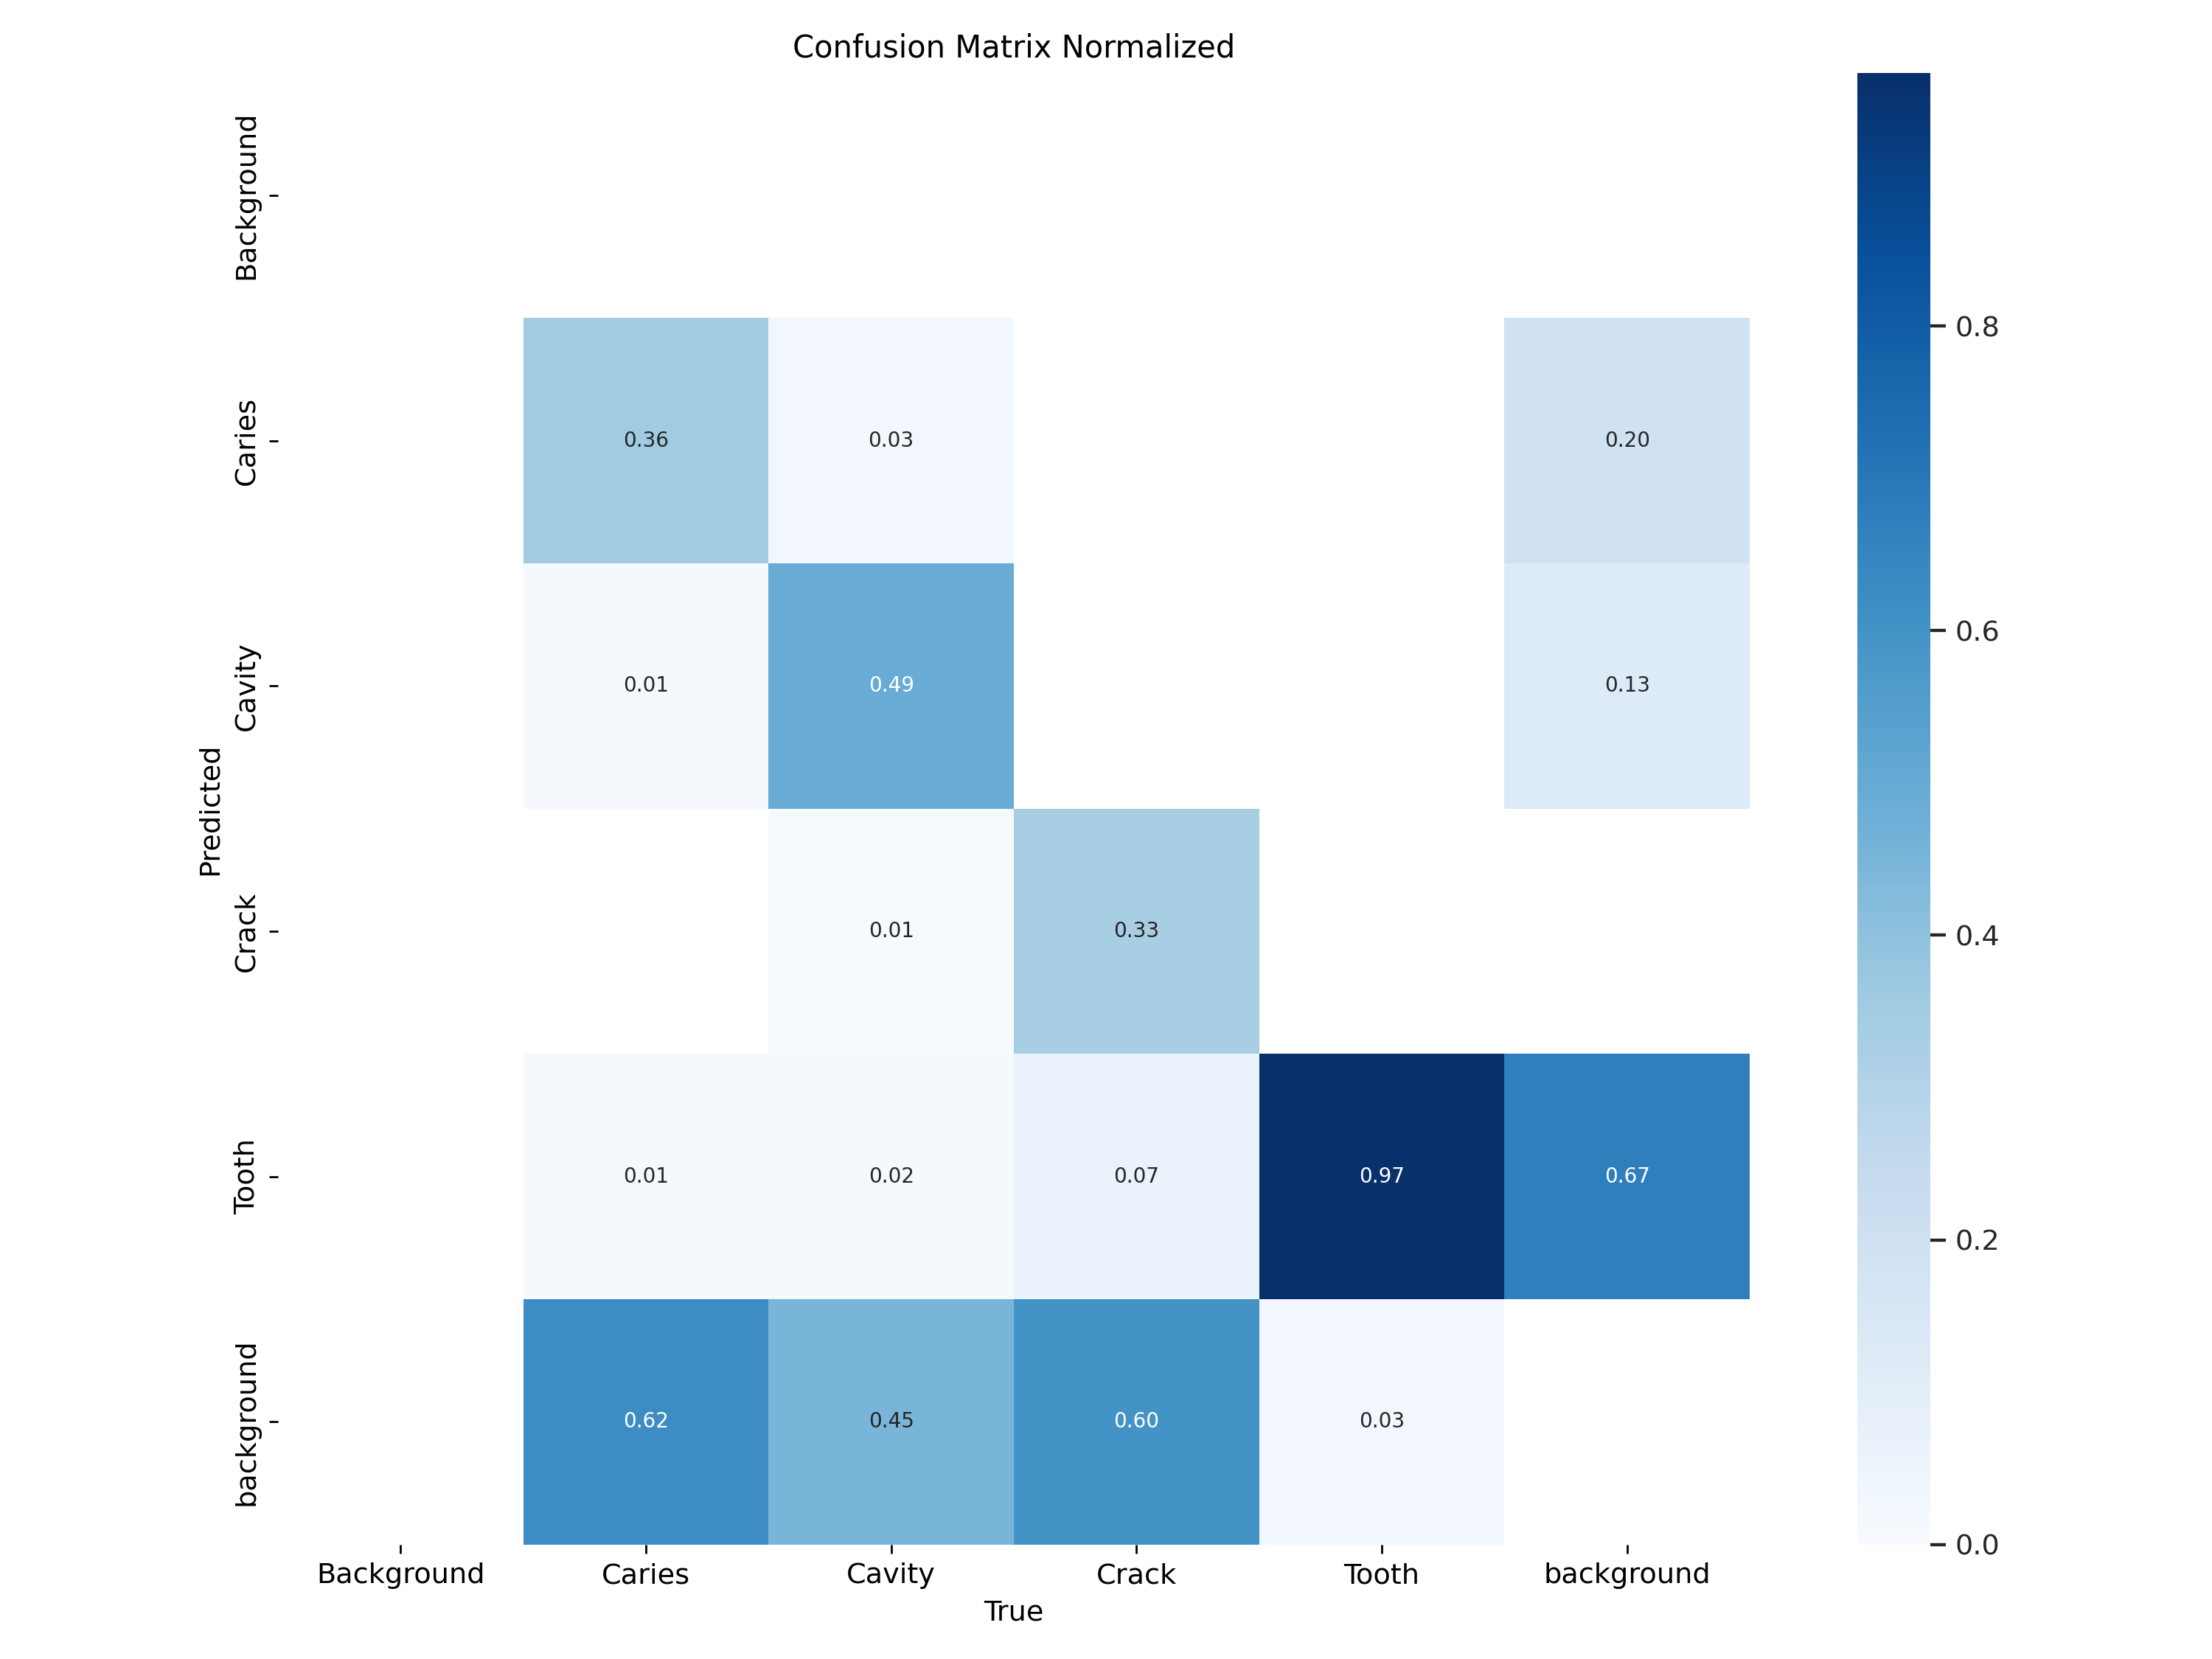 Confusion Matrix Normalized
Background
Caries
0.36
0.03
0.20
0.8
Cavity
0.01
0.49
0.13
0.6
Predicted
Crack
0.01
0.33
0.4
Tooth
0.01
0.02
0.07
0.97
0.67
0.2
background
0.62
0.45
0.60
0.03
0.0
Background
Caries
Cavity
Crack
Tooth
background
True